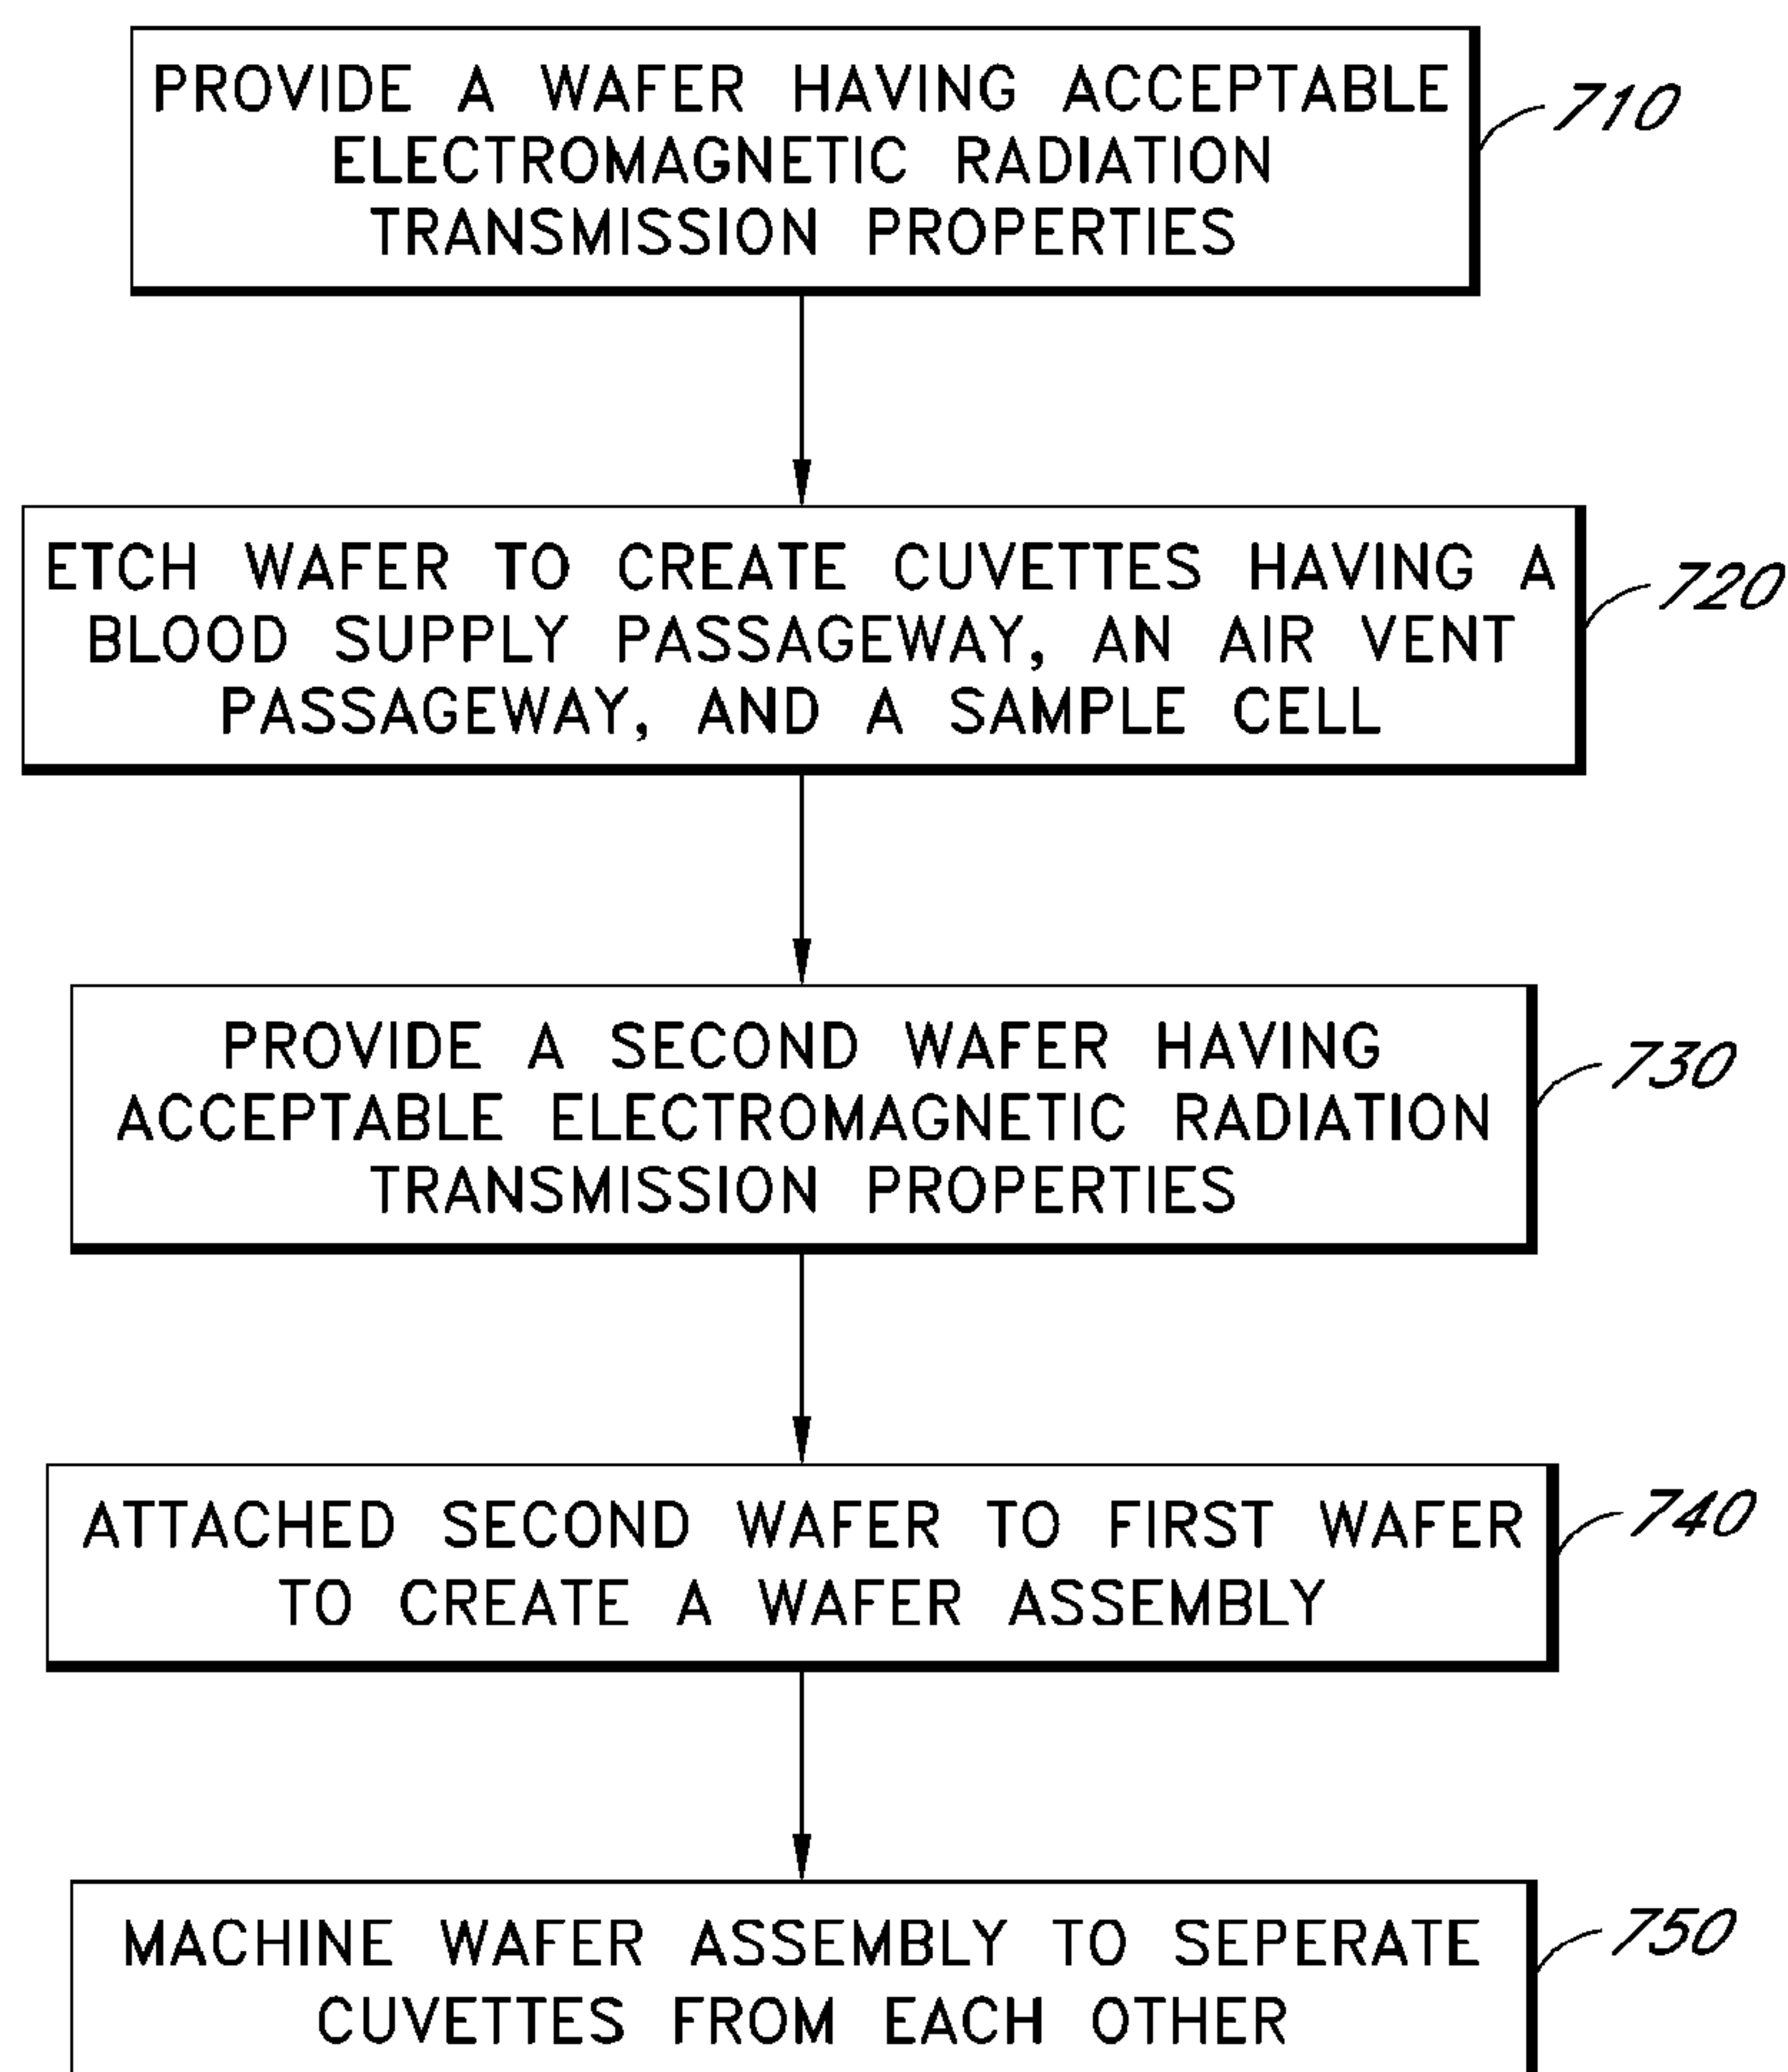 PROVIDE A WAFER HAVING ACCEPTABLE
ELECTROMAGNETIC RADIATION
TRANSMISSION PROPERTIES
710
ETCH WAFER TO CREATE CUVETTES HAVING A
BLOOD SUPPLY PASSAGEWAY, AN AIR VENT
PASSAGEWAY, AND A SAMPLE CELL
720
PROVIDE A SECOND WAFER HAVING
ACCEPTABLE ELECTROMAGNETIC RADIATION
TRANSMISSION PROPERTIES
730
ATTACHED SECOND WAFER TO FIRST WAFER
TO CREATE A WAFER ASSEMBLY
740
MACHINE WAFER ASSEMBLY TO SEPERATE
CUVETTES FROM EACH OTHER
750